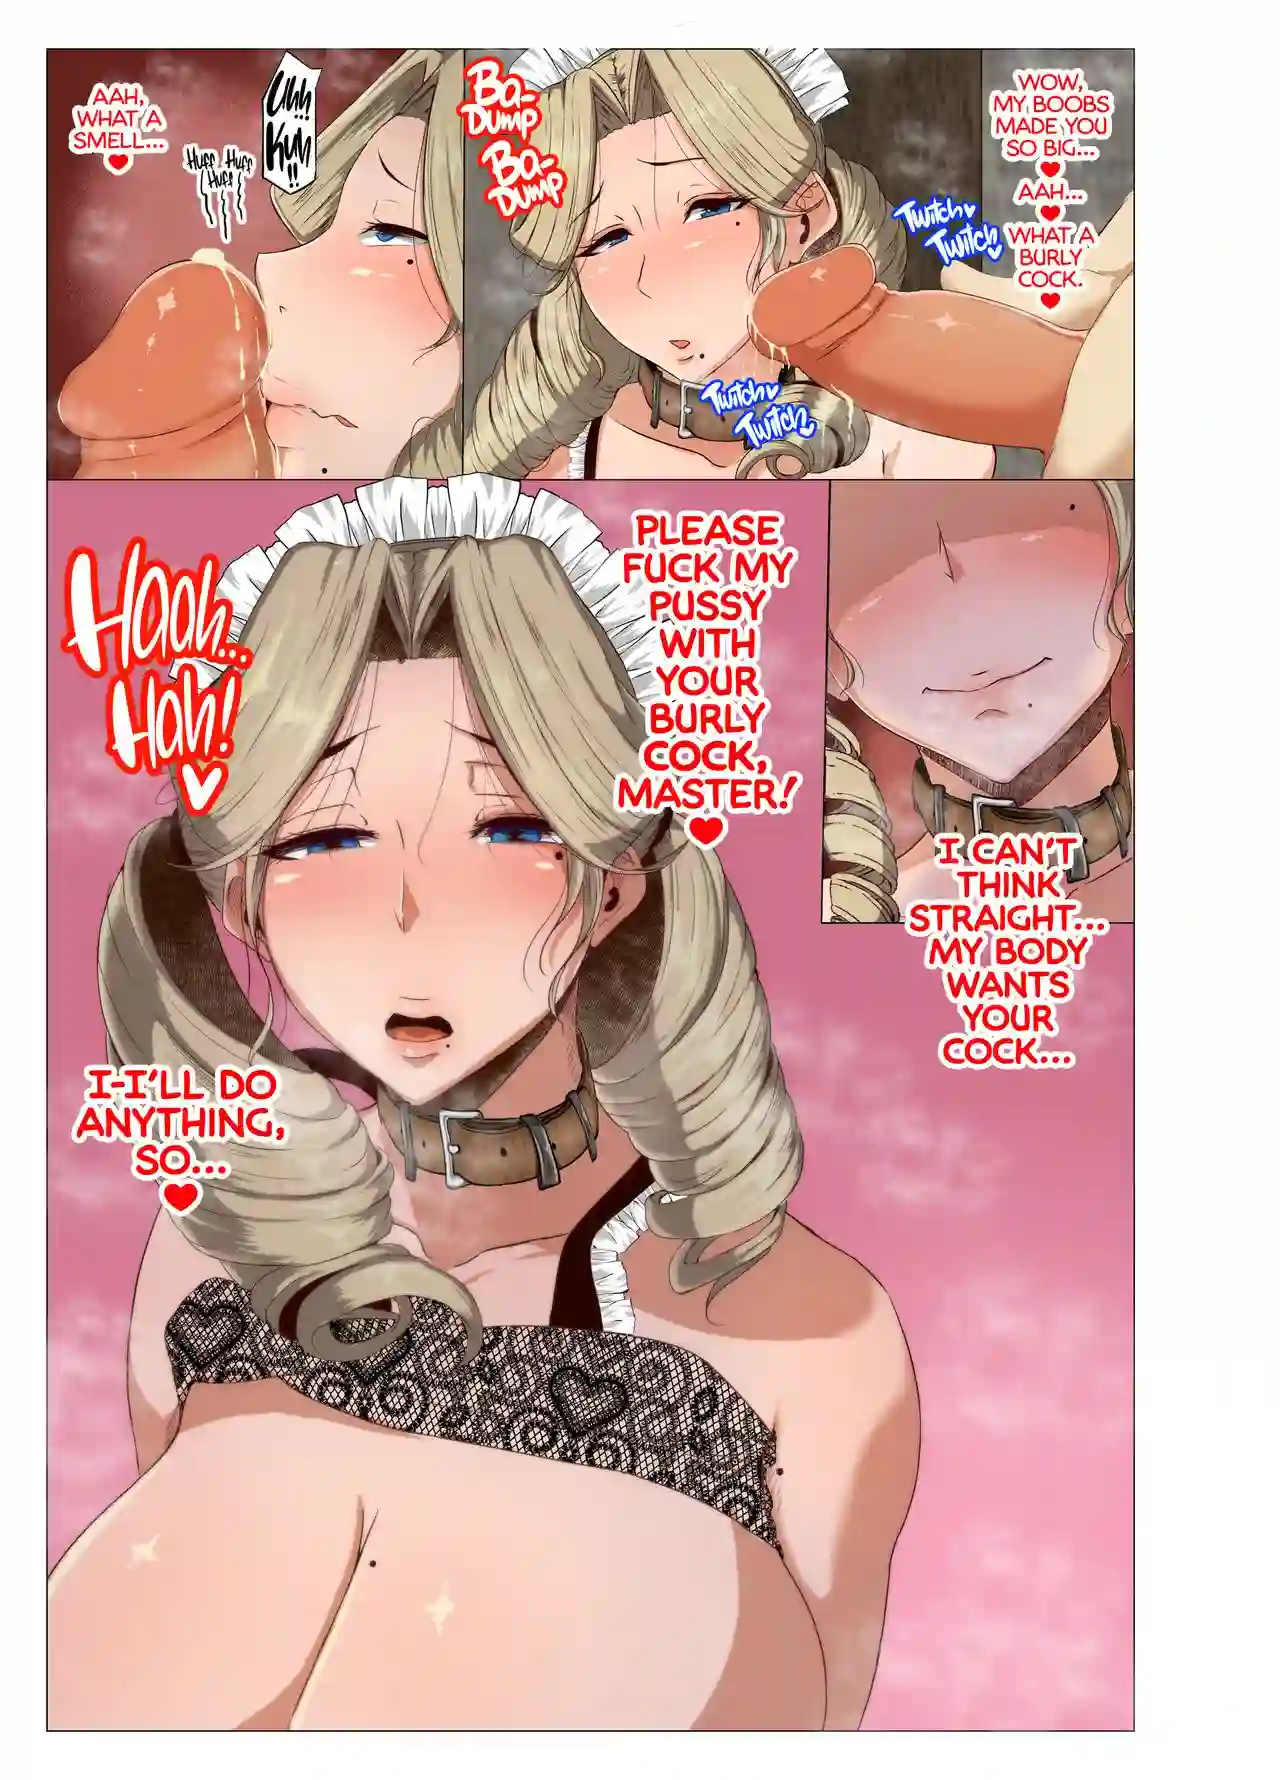 WOW,
MY BOOBS
MADE YOU
SO BIG...
♥
AAH...
♥
WHAT A
BURLY
COCK.
♥
Twitch
Twitch
Twitch
Twitch
BA-
DUMP
BA-
DUMP
Uhh
Kuh
!!
Huff Huff
Huff
AAH,
WHAT A
SMELL...
♥
I CAN'T
THINK
STRAIGHT...
MY BODY
WANTS
YOUR
COCK...
PLEASE
FUCK MY
PUSSY
WITH
YOUR
BURLY
COCK,
MASTER!
♥
Haah...
Hah!
♥
I-I'LL DO
ANYTHING,
SO...
♥